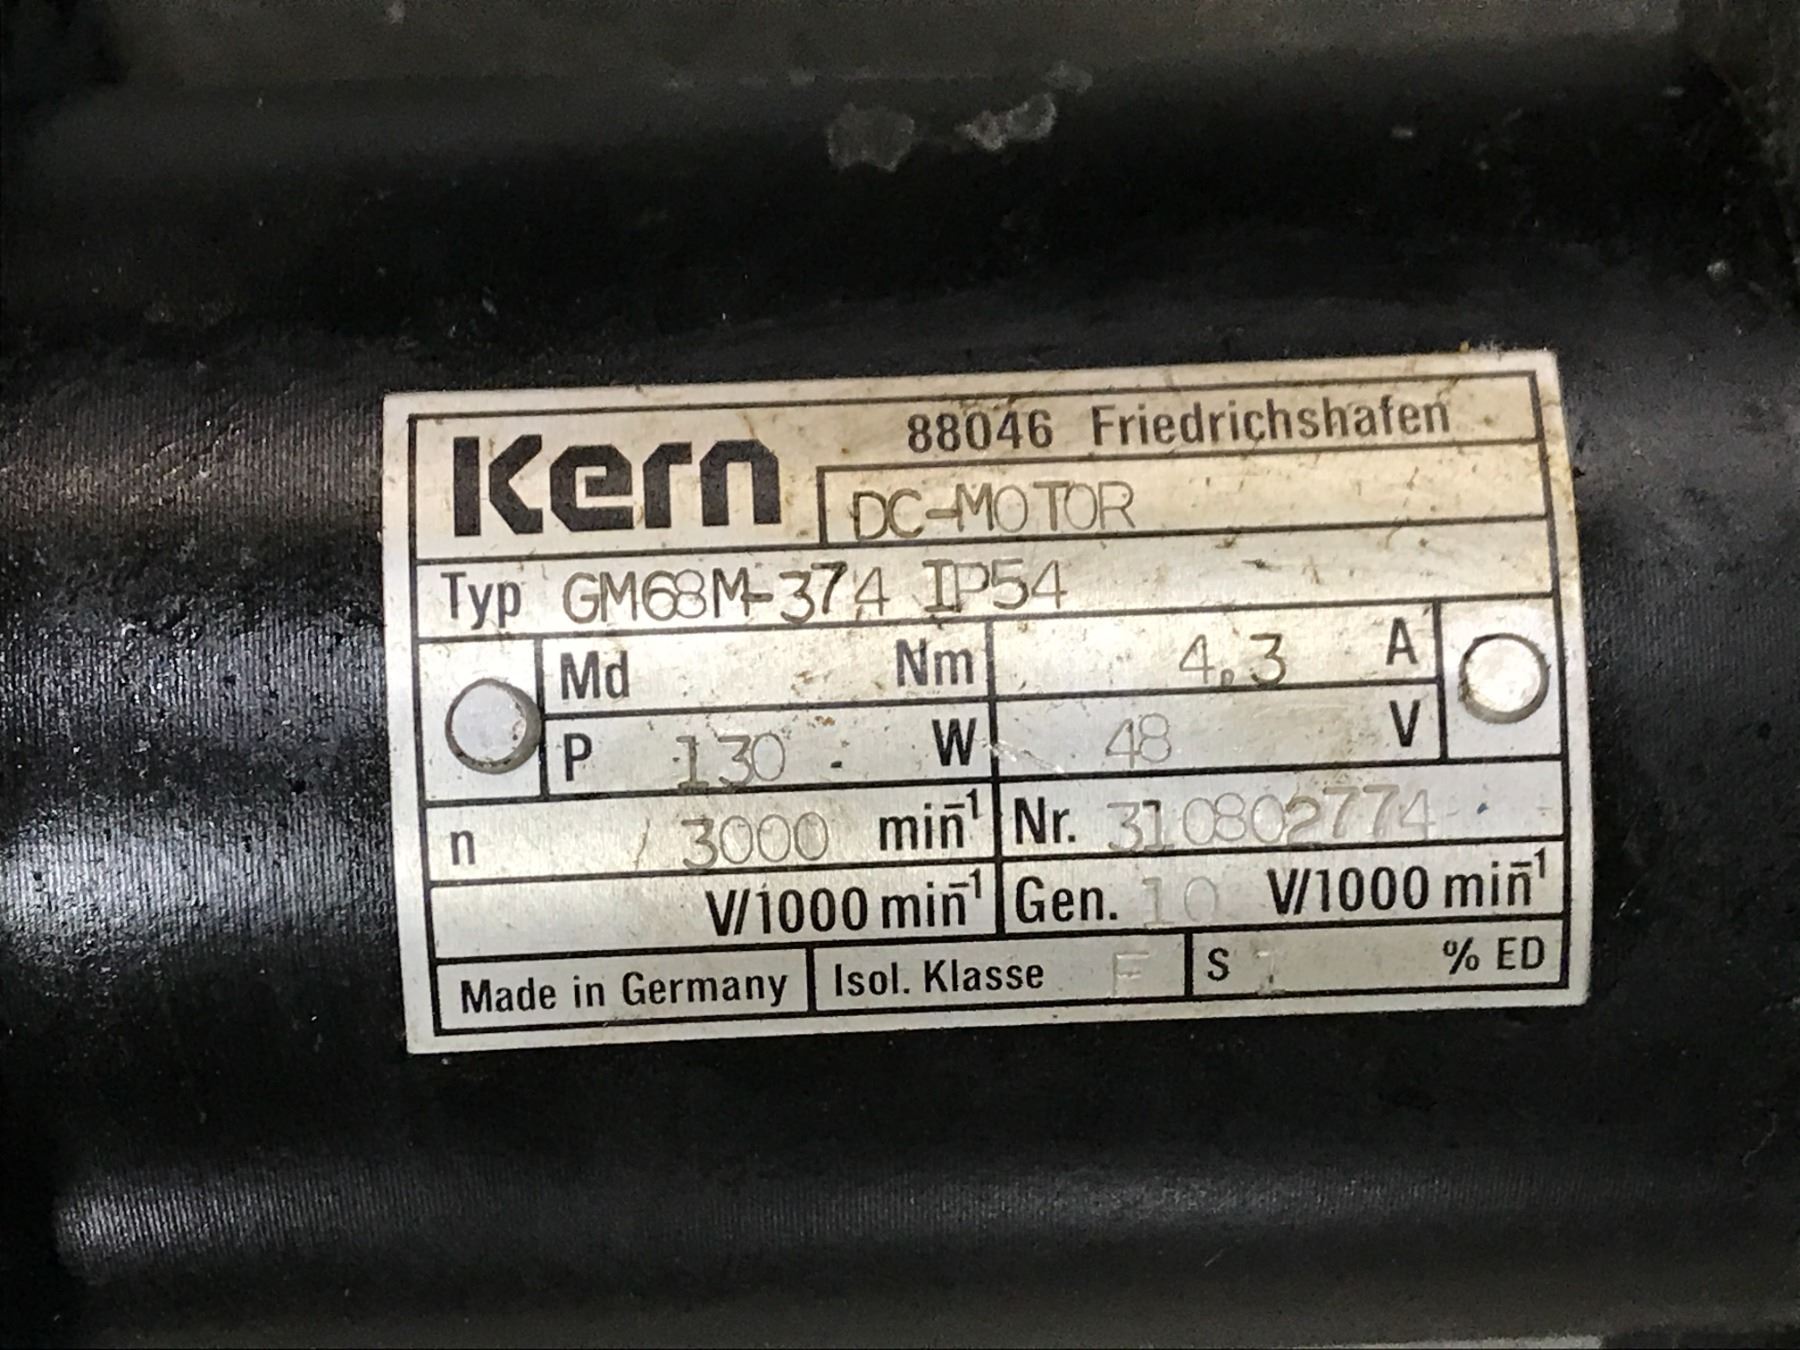 Kern 88046 Friedrichshafen
DC-MOTOR
Typ GM68M-374 IP54
Md Nm 4,3 A
P 130 W 48 V
n 3000 min⁻¹ Nr. 310802774
V/1000 min⁻¹ Gen. 10 V/1000 min⁻¹
Made in Germany Isol. Klasse F S 1 % ED